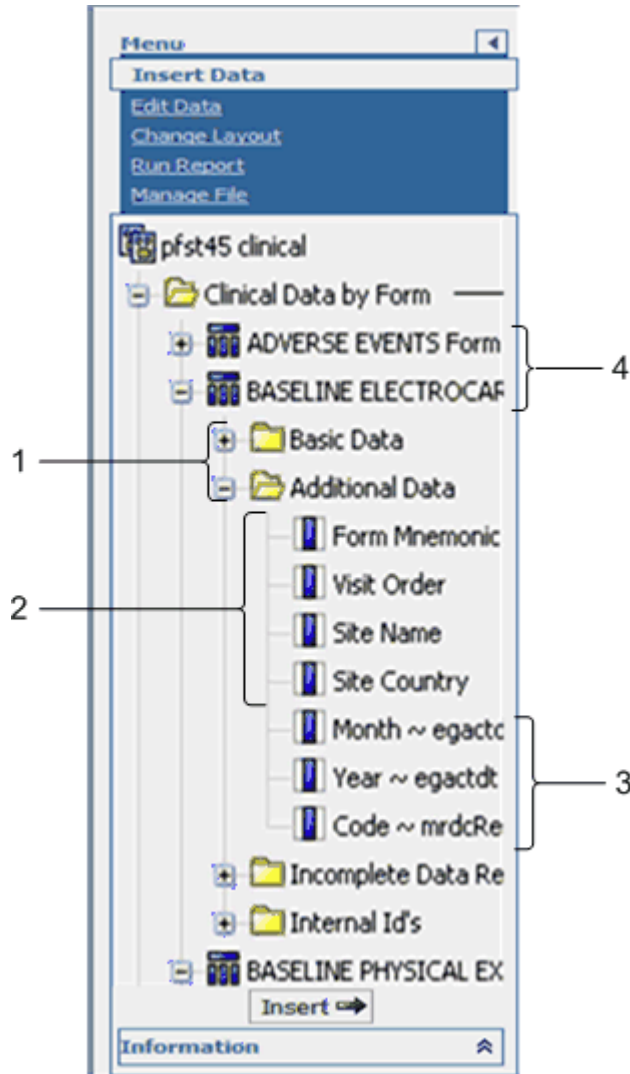 Menu
Insert Data
Edit Data
Change Layout
Run Report
Manage File
pfst45 clinical
Clinical Data by Form
ADVERSE EVENTS Form
4
BASELINE ELECTROCAR
1
Basic Data
Additional Data
Form Mnemonic
Visit Order
2
Site Name
Site Country
Month ~ egactd
3
Year ~ egactdt
Code ~ mrdcRe
Incomplete Data Re
Internal Id's
BASELINE PHYSICAL EX
Insert
Information